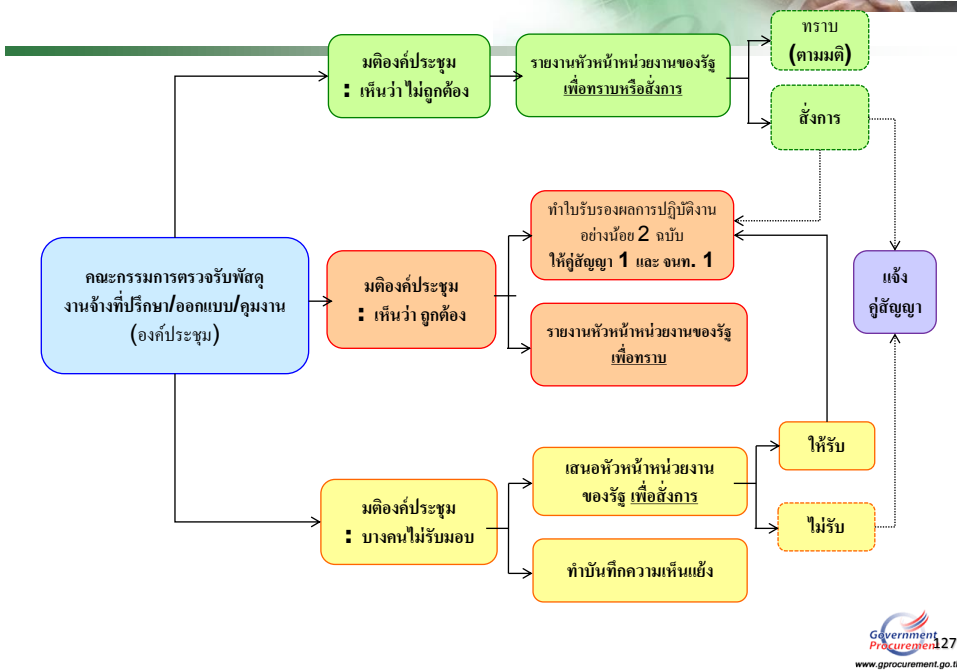 มติองค์ประชุม
: เห็นว่า ไม่ถูกต้อง
รายงานหัวหน้าหน่วยงานของรัฐ
เพื่อทราบหรือสั่งการ
ทราบ
(ตามมติ)
สั่งการ
คณะกรรมการตรวจรับพัสดุ
งานจ้างที่ปรึกษา/ออกแบบ/คุมงาน
(องค์ประชุม)
มติองค์ประชุม
: เห็นว่า ถูกต้อง
ทำใบรับรองผลการปฏิบัติงาน
อย่างน้อย 2 ฉบับ
ให้คู่สัญญา 1 และ จนท. 1
รายงานหัวหน้าหน่วยงานของรัฐ
เพื่อทราบ
แจ้ง
คู่สัญญา
มติองค์ประชุม
: บางคนไม่รับมอบ
เสนอหัวหน้าหน่วยงาน
ของรัฐ เพื่อสั่งการ
ทำบันทึกความเห็นแย้ง
ให้รับ
ไม่รับ
Government
Procuremen
127
www.gprocurement.go.t